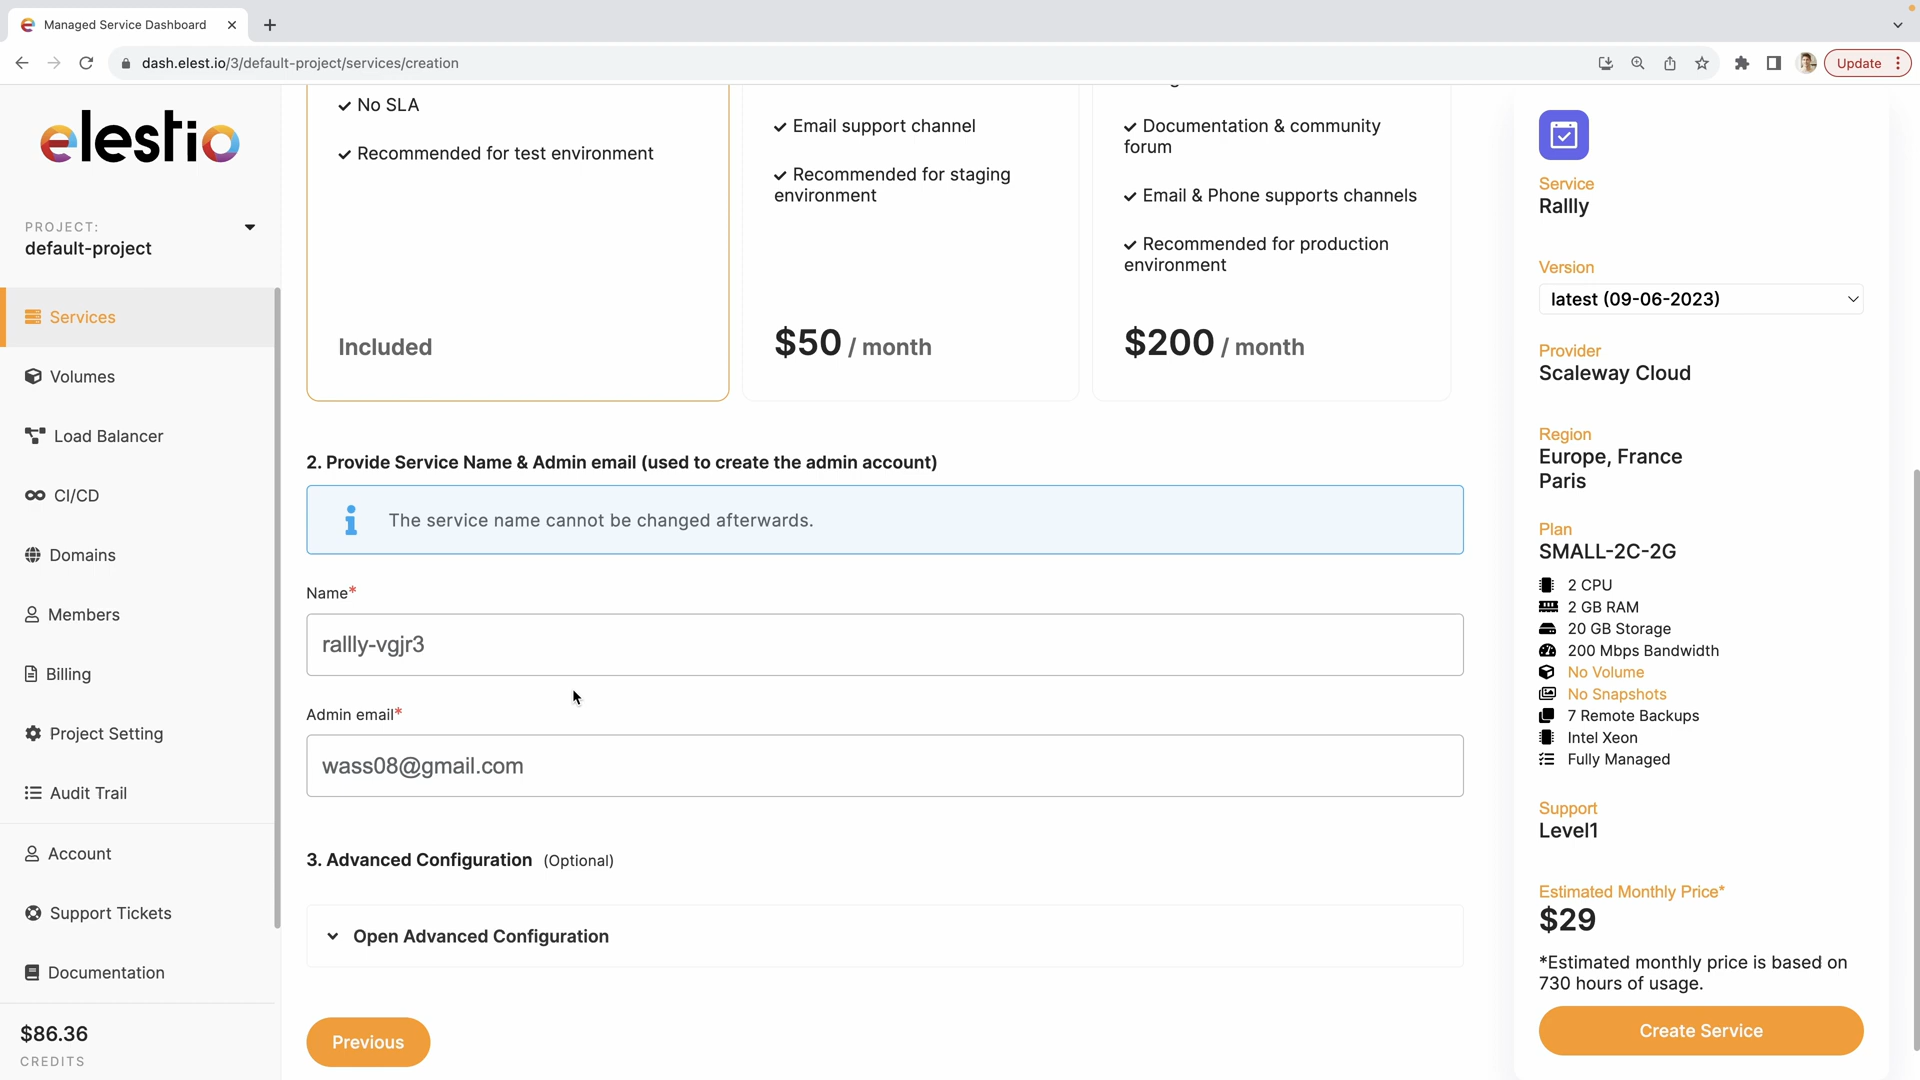 Managed Service Dashboard
dash.elest.io/3/default-project/services/creation
Update
elestio
PROJECT:
default-project
Services
Volumes
Load Balancer
CI/CD
Domains
Members
Billing
Project Setting
Audit Trail
Account
Support Tickets
Documentation
$86.36
CREDITS
No SLA
Recommended for test environment
Included
Email support channel
Recommended for staging
environment
$50 / month
Documentation & community
forum
Email & Phone supports channels
Recommended for production
environment
$200 / month
2. Provide Service Name & Admin email (used to create the admin account)
The service name cannot be changed afterwards.
Name*
rallly-vgjr3
Admin email*
wass08@gmail.com
3. Advanced Configuration (Optional)
Open Advanced Configuration
Previous
Service
Rallly
Version
latest (09-06-2023)
Provider
Scaleway Cloud
Region
Europe, France
Paris
Plan
SMALL-2C-2G
2 CPU
2 GB RAM
20 GB Storage
200 Mbps Bandwidth
No Volume
No Snapshots
7 Remote Backups
Intel Xeon
Fully Managed
Support
Level1
Estimated Monthly Price*
$29
*Estimated monthly price is based on
730 hours of usage.
Create Service